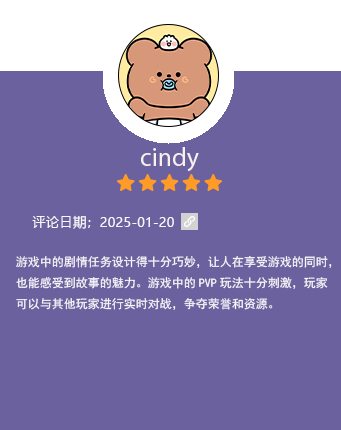 cindy
评论日期：2025-01-20
游戏中的剧情任务设计得十分巧妙，让人在享受游戏的同时，
也能感受到故事的魅力。游戏中的 PVP 玩法十分刺激，玩家
可以与其他玩家进行实时对战，争夺荣誉和资源。